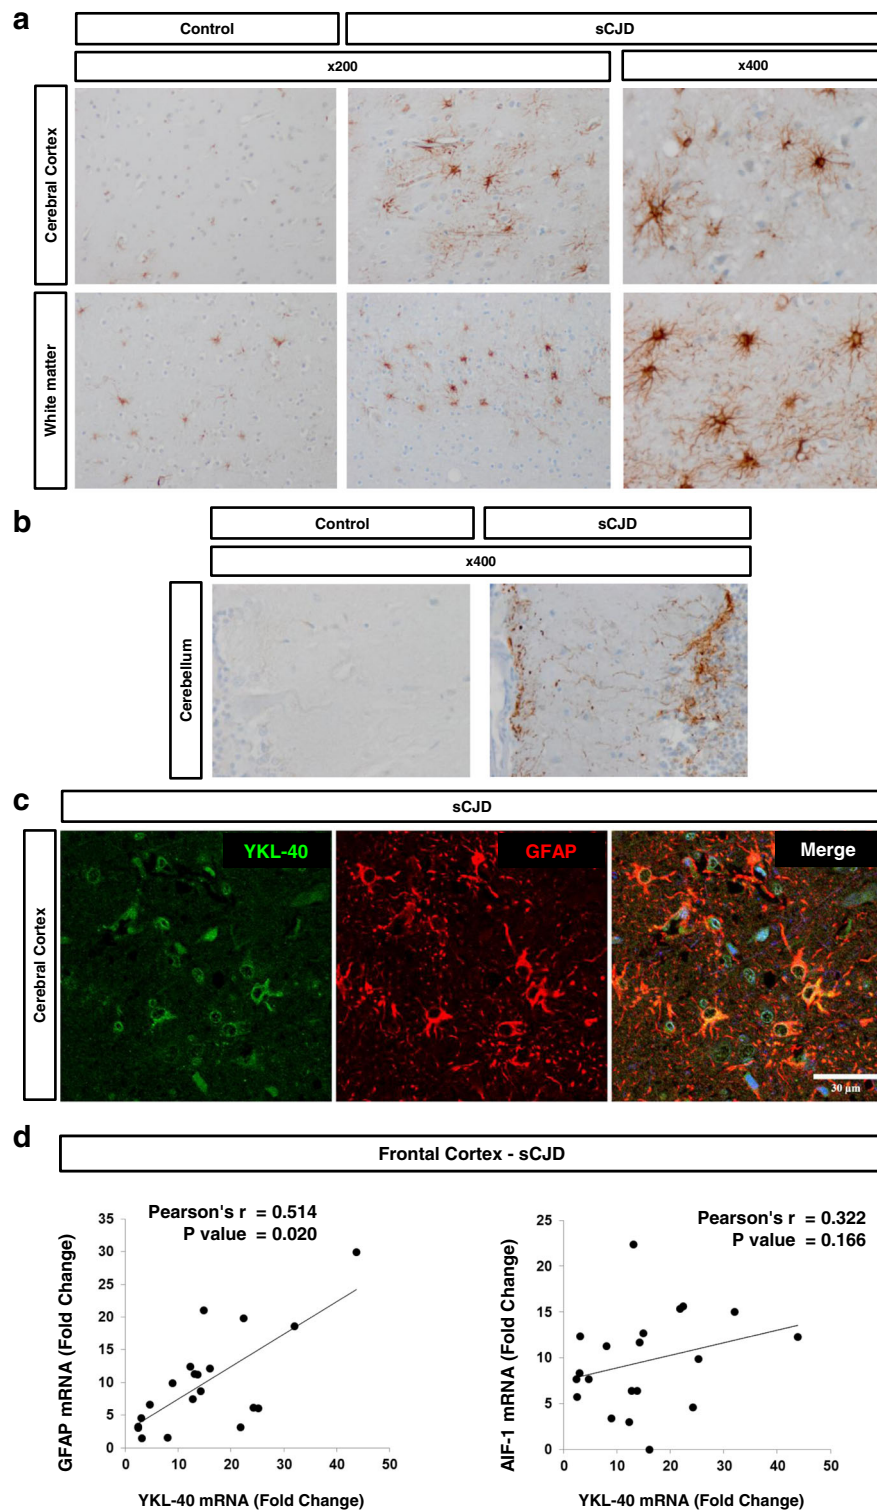 a
Control
sCJD
x200
x400
Cerebral Cortex
White matter
b
Control
sCJD
x400
Cerebellum
c
sCJD
Cerebral Cortex
YKL-40
GFAP
Merge
30 µm
d
Frontal Cortex - sCJD
Pearson's r = 0.514
P value = 0.020
GFAP mRNA (Fold Change)
35
30
25
20
15
10
5
0
0 10 20 30 40 50
YKL-40 mRNA (Fold Change)
Pearson's r = 0.322
P value = 0.166
AIF-1 mRNA (Fold Change)
25
20
15
10
5
0
0 10 20 30 40 50
YKL-40 mRNA (Fold Change)